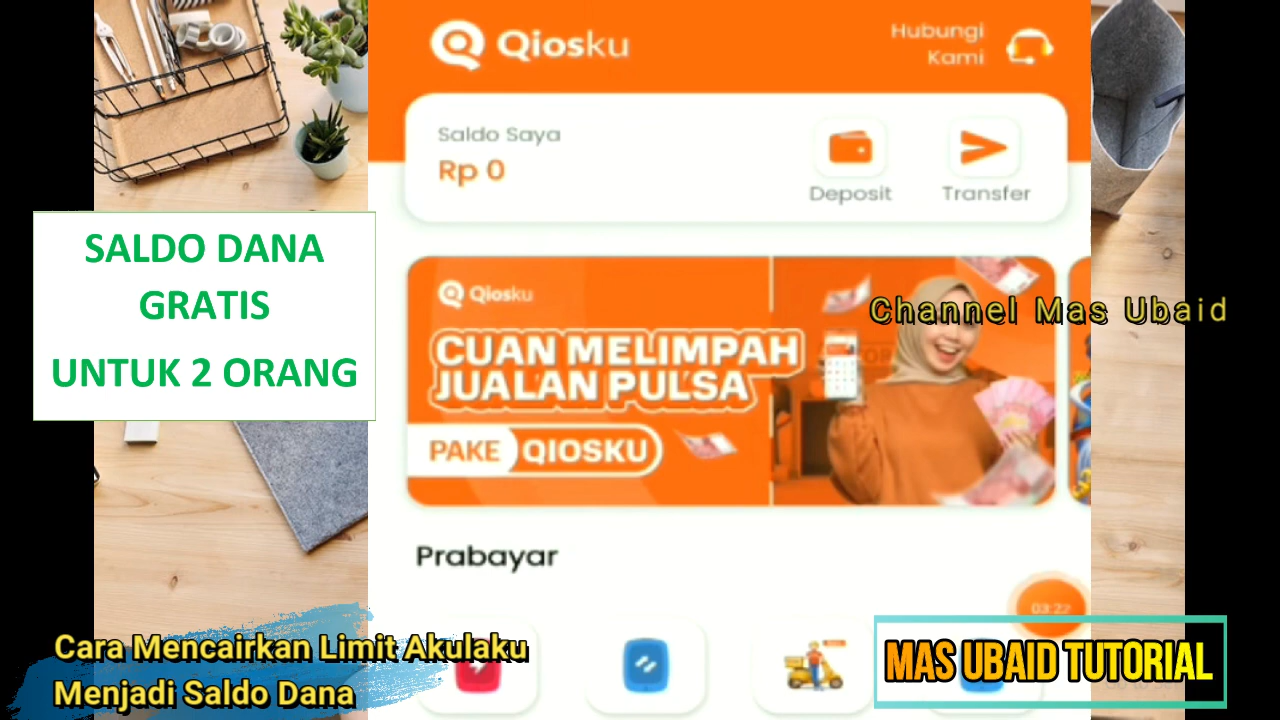 Qiosku
Hubungi
Kami
Saldo Saya
Rp 0
Deposit
Transfer
SALDO DANA
GRATIS
UNTUK 2 ORANG
Qiosku
CUAN MELIMPAH
JUALAN PULSA
PAKE QIOSKU
Channel Mas Ubaid
Prabayar
03:22
Cara Mencairkan Limit Akulaku
Menjadi Saldo Dana
MAS UBAID TUTORIAL